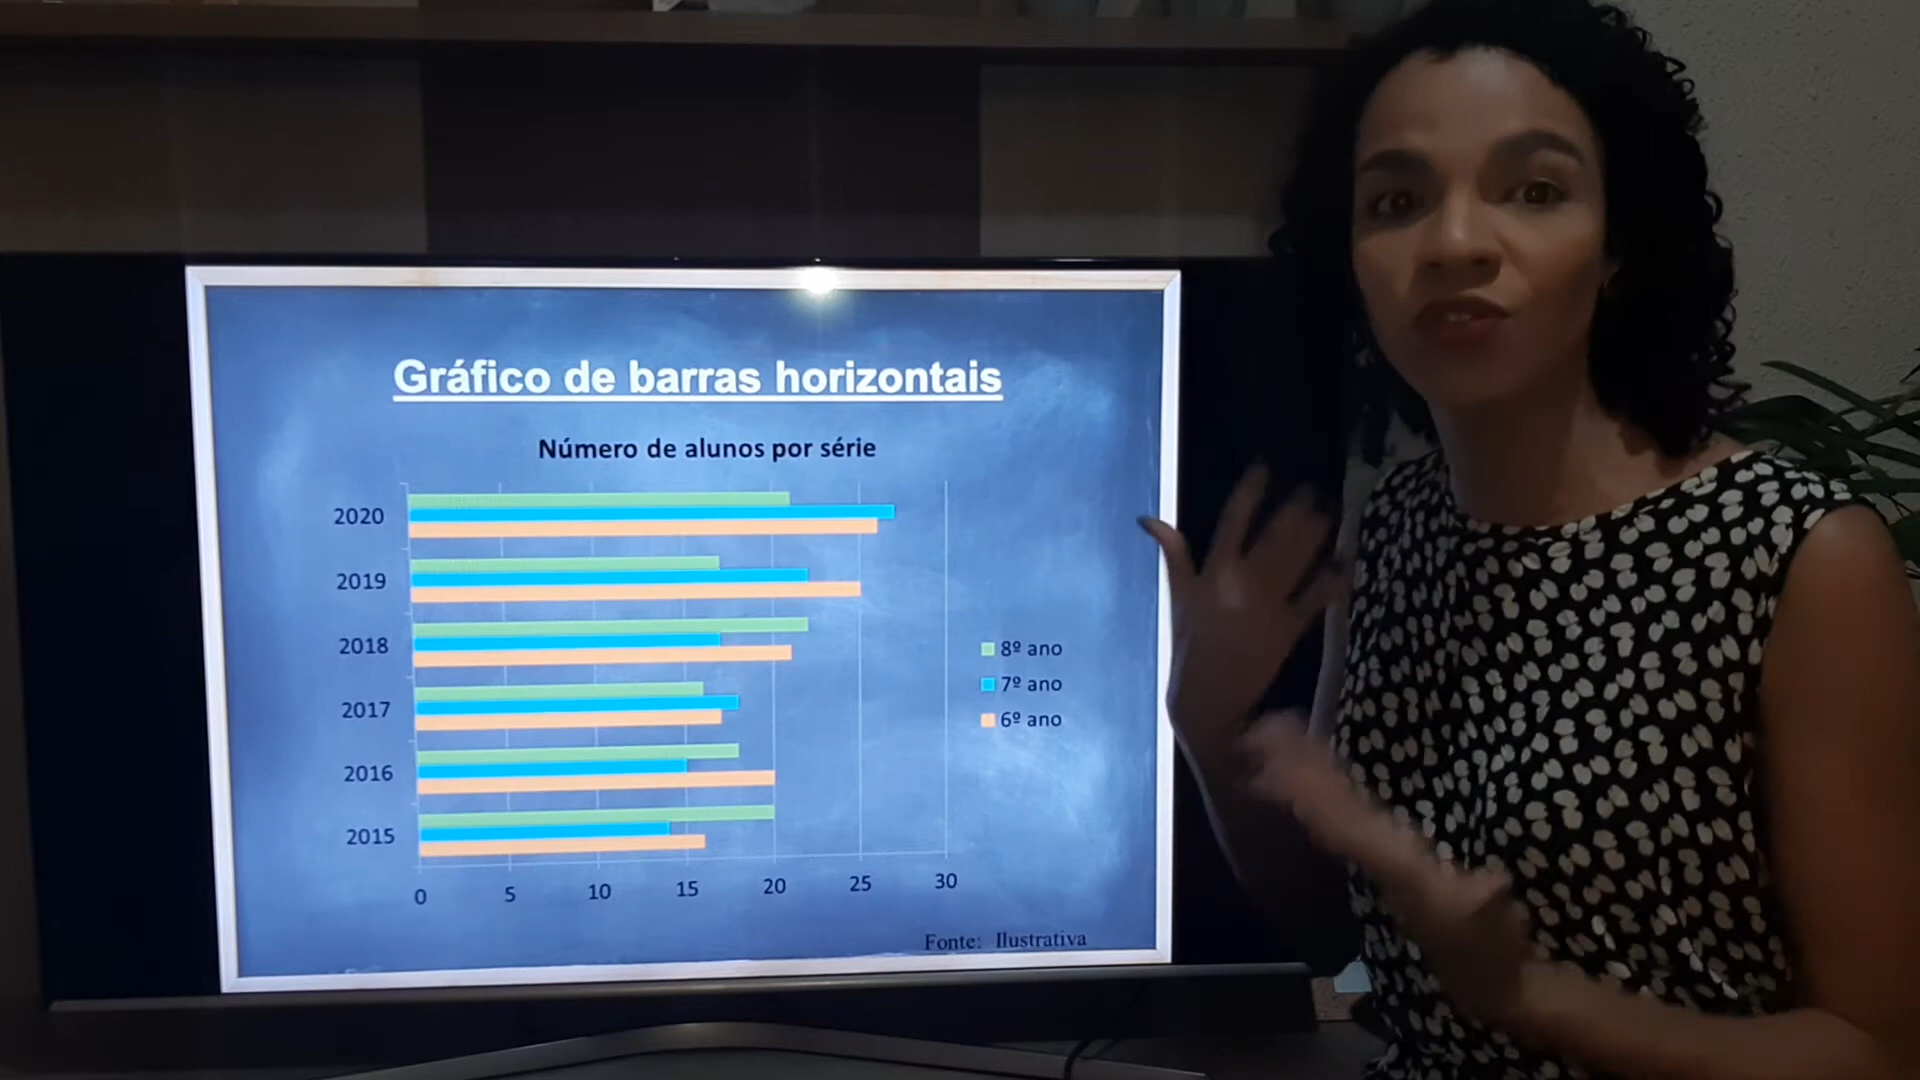 Gráfico de barras horizontais
Número de alunos por série
2020
2019
2018
2017
2016
2015
8º ano
7º ano
6º ano
0 5 10 15 20 25 30
Fonte: Ilustrativa